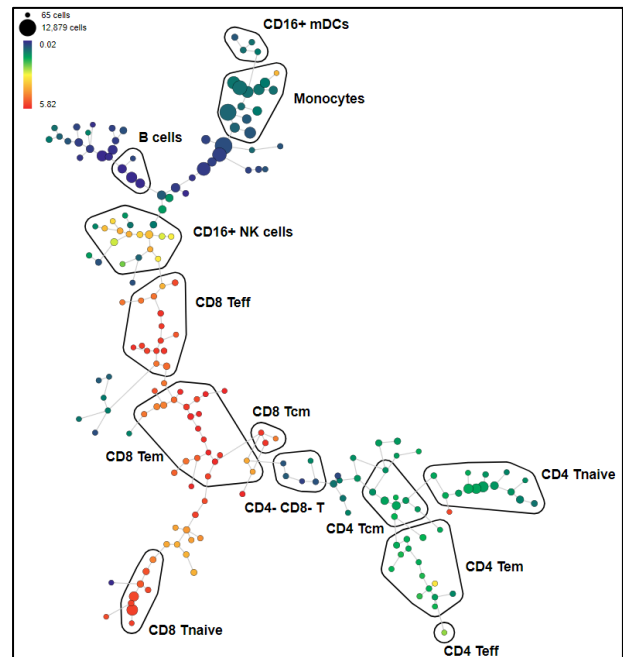 65 cells
12,879 cells
0.02
5.82
CD16+ mDCs
Monocytes
B cells
CD16+ NK cells
CD8 Teff
CD8 Tcm
CD8 Tem
CD4 Tnaive
CD4- CD8- T
CD4 Tcm
CD4 Tem
CD8 Tnaive
CD4 Teff